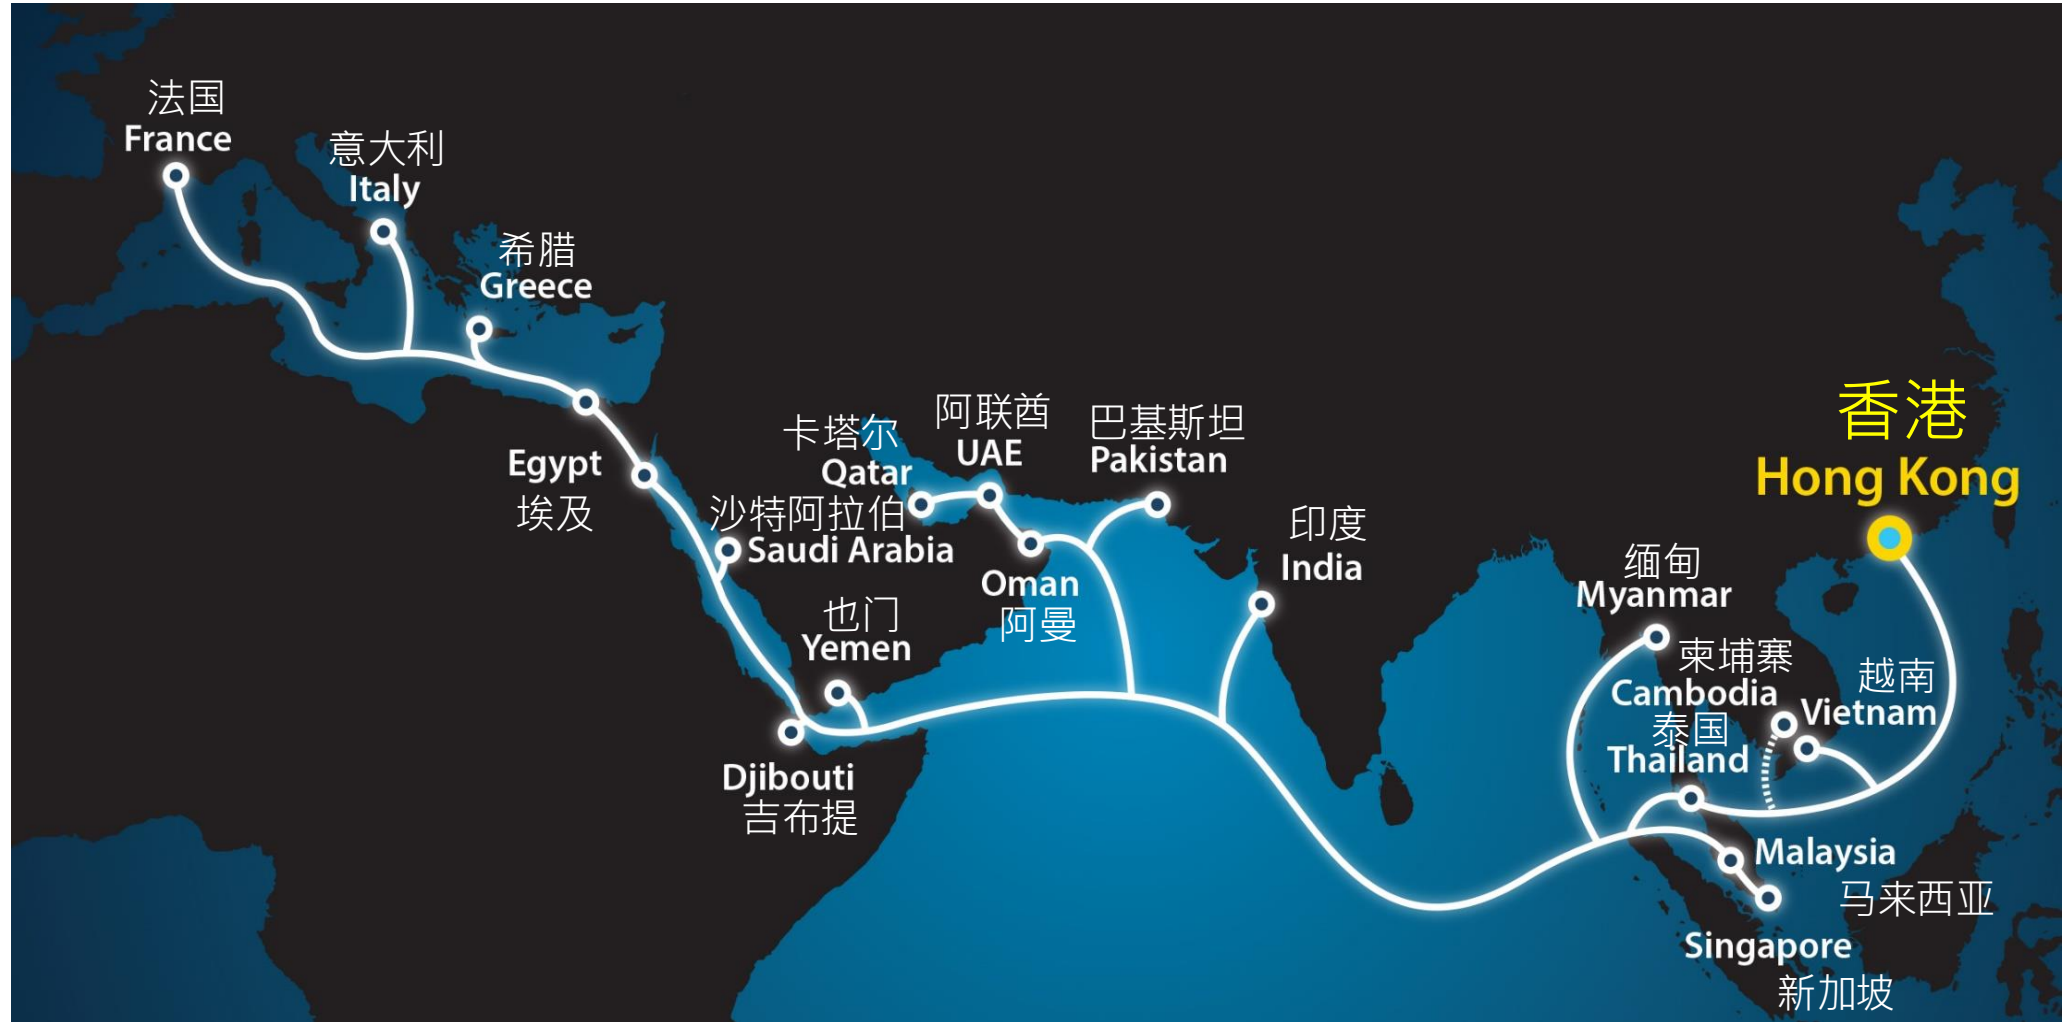 法国
France
意大利
Italy
希腊
Greece
埃及
Egypt
卡塔尔
Qatar
阿联酋
UAE
巴基斯坦
Pakistan
沙特阿拉伯
Saudi Arabia
Oman
阿曼
也门
Yemen
Djibouti
吉布提
印度
India
缅甸
Myanmar
柬埔寨
Cambodia
泰国
Thailand
越南
Vietnam
香港
Hong Kong
Malaysia
马来西亚
Singapore
新加坡